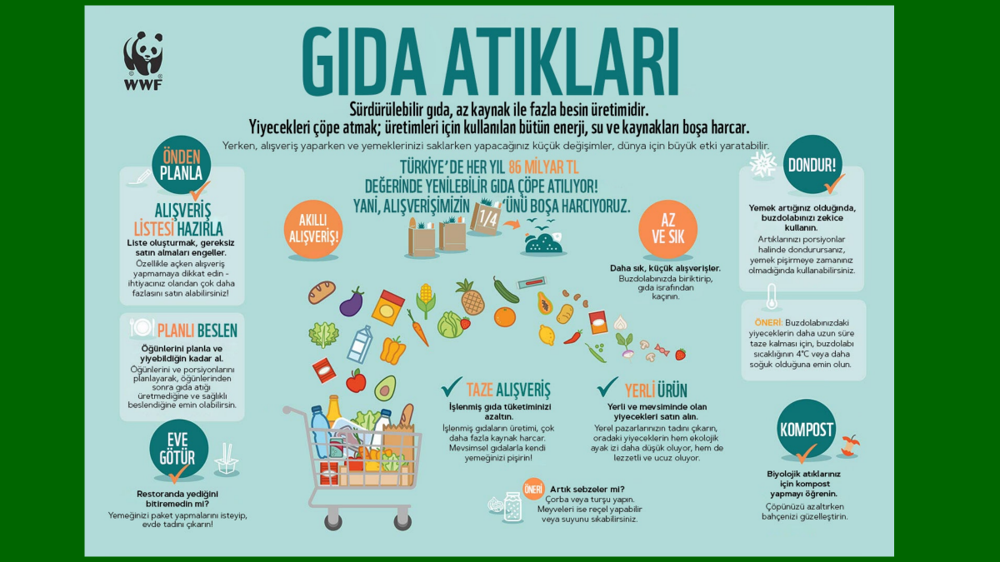 WWF
GIDA ATIKLARI
Sürdürülebilir gıda, az kaynak ile fazla besin üretimidir.
Yiyecekleri çöpe atmak; üretimleri için kullanılan bütün enerji, su ve kaynakları boşa harcar.
Yerken, alışveriş yaparken ve yemeklerinizi saklarken yapacağınız küçük değişimler, dünya için büyük etki yaratabilir.
TÜRKİYE'DE HER YIL 86 MİLYAR TL
DEĞERİNDE YENİLEBİLİR GIDA ÇÖPE ATILIYOR!
YANİ, ALIŞVERİŞİMİZİN 1/4 'ÜNÜ BOŞA HARCIYORUZ.
ÖNDEN
PLANLA
ALIŞVERİŞ
LİSTESİ HAZIRLA
Liste oluşturmak, gereksiz
satın almaları engeller.
Özellikle açken alışveriş
yapmamaya dikkat edin -
ihtiyacınız olandan çok daha
fazlasını satın alabilirsiniz!
PLANLI BESLEN
Öğünlerini planla ve
yiyebildiğin kadar al.
Öğünlerini ve porsiyonlarını
planlayarak, öğünlerinden
sonra gıda atığı
üretmediğine ve sağlıklı
beslendiğine emin olabilirsin.
EVE
GÖTÜR
Restoranda yediğini
bitiremedin mi?
Yemeğinizi paket yapmalarını isteyip,
evde tadını çıkarın!
AKILLI
ALIŞVERİŞ!
AZ
VE SIK
Daha sık, küçük alışverişler.
Buzdolabınızda biriktirip,
gıda israfından
kaçının.
TAZE ALIŞVERİŞ
İşlenmiş gıda tüketiminizi
azaltın.
İşlenmiş gıdaların üretimi, çok
daha fazla kaynak harcar.
Mevsimsel gıdalarla kendi
yemeğinizi pişirin!
YERLİ ÜRÜN
Yerli ve mevsiminde olan
yiyecekleri satın alın.
Yerel pazarlarınızın tadını çıkarın,
oradaki yiyeceklerin hem ekolojik
ayak izi daha düşük oluyor, hem de
lezzetli ve ucuz oluyor.
ÖNERİ
Artık sebzeler mi?
Çorba veya turşu yapın.
Meyveleri ise reçel yapabilir
veya suyunu sıkabilirsiniz.
DONDUR!
Yemek artığınız olduğında,
buzdolabınızı zekice
kullanın.
Artıklarınızı porsiyonlar
halinde dondurursanız,
yemek pişirmeye zamanınız
olmadığında kullanabilirsiniz.
ÖNERİ: Buzdolabınızdaki
yiyeceklerin daha uzun süre
taze kalması için, buzdolabı
sıcaklığının 4°C veya daha
soğuk olduğuna emin olun.
KOMPOST
Biyolojik atıklarınız
için kompost
yapmayı öğrenin.
Çöpünüzü azaltırken
bahçenizi güzelleştirin.